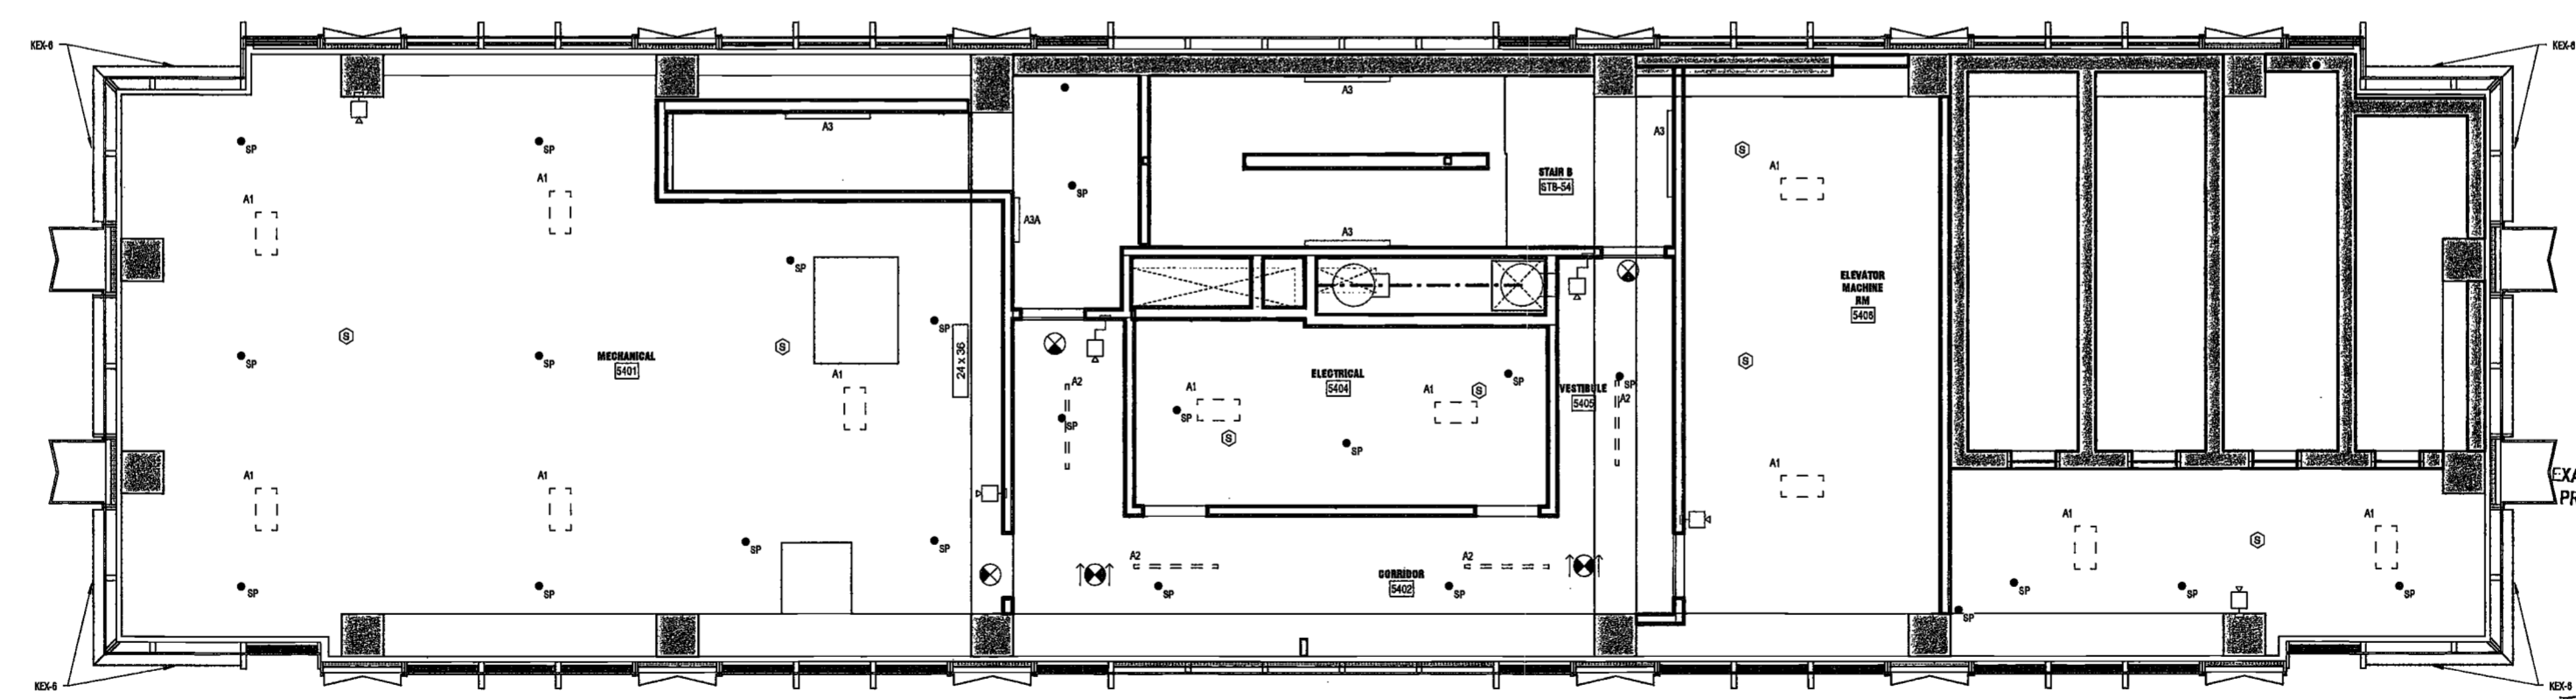 KEX-6
KEX-6
A3
A3
A3
SP
SP
S
A1
STAIR B
STB-54
SP
A1
A1
A3A
A3
SP
ELEVATOR
MACHINE
RM
5406
SP
S
S
MECHANICAL
5401
24 x 36
SP
SP
S
A1
A2
SP
A1
ELECTRICAL
5404
A1
S
SP
VESTIBULE
5405
SP
A2
SP
S
SP
A1
A1
A1
EXA
PR
SP
SP
A2
A2
A1
A1
S
SP
SP
SP
CORRIDOR
5402
SP
SP
SP
SP
SP
KEX-6
KEX-6